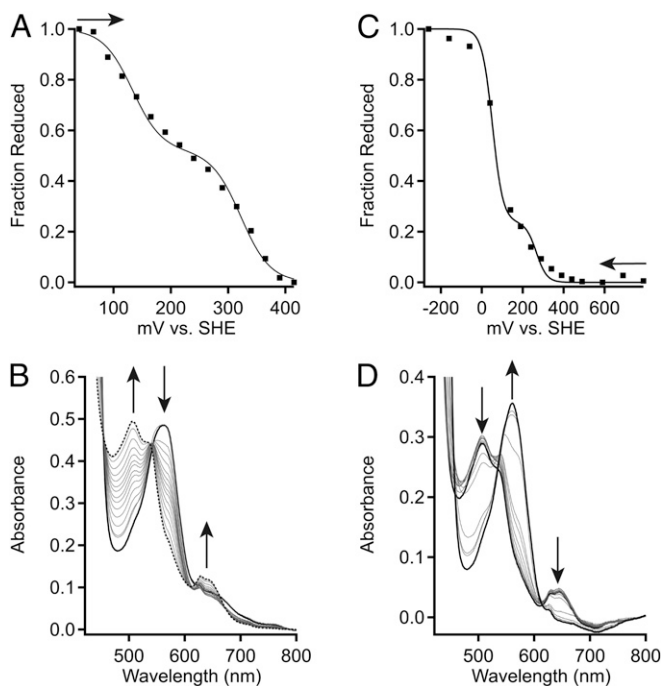 A
1.0
0.8
0.6
0.4
0.2
0.0
Fraction Reduced
100 200 300 400
mV vs. SHE
C
1.0
0.8
0.6
0.4
0.2
0.0
Fraction Reduced
-200 0 200 400 600
mV vs. SHE
B
0.6
0.5
0.4
0.3
0.2
0.1
0.0
Absorbance
500 600 700 800
Wavelength (nm)
D
0.4
0.3
0.2
0.1
0.0
Absorbance
500 600 700 800
Wavelength (nm)